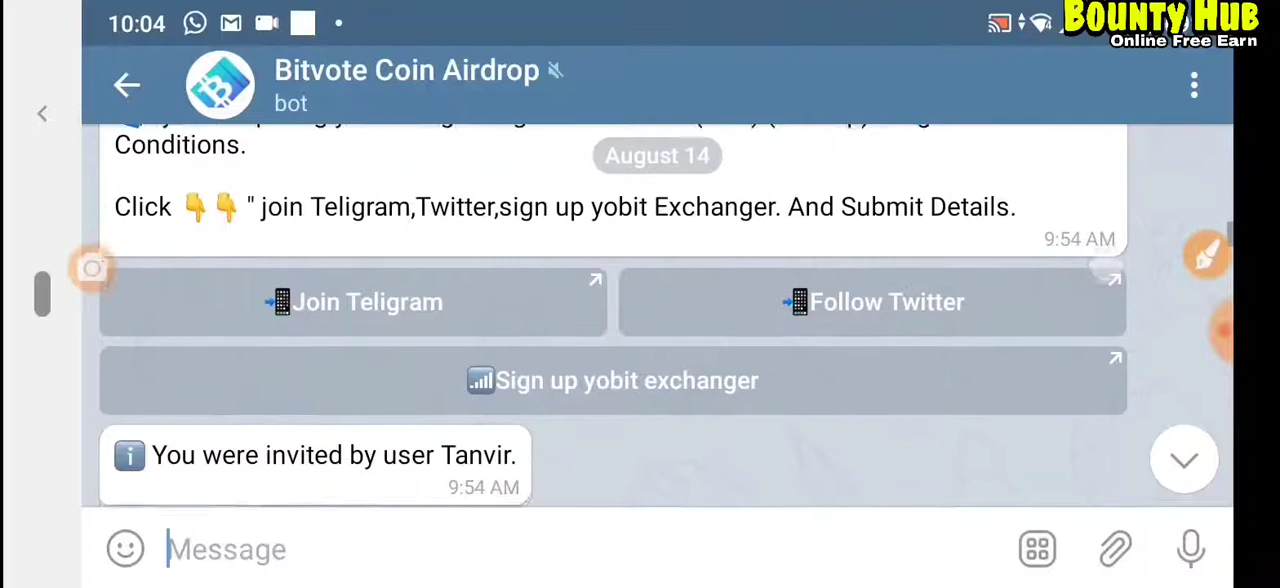 10:04
BOUNTY HUB
Online Free Earn
Bitvote Coin Airdrop
bot
Conditions.
August 14
Click 👇👇 " join Teligram,Twitter,sign up yobit Exchanger. And Submit Details.
9:54 AM
Join Teligram
Follow Twitter
Sign up yobit exchanger
You were invited by user Tanvir.
9:54 AM
Message